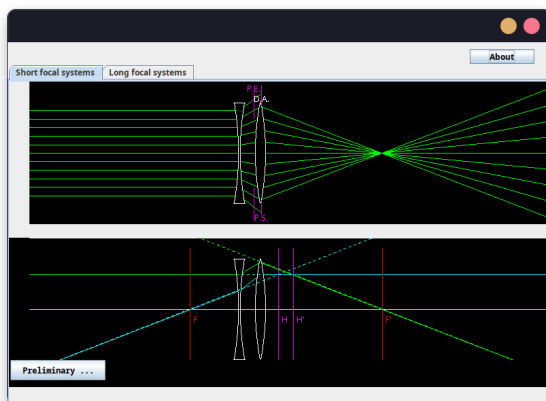 About
Short focal systems
Long focal systems
P.E.
D.A.
P.S.
F
H
H'
F'
Preliminary ...